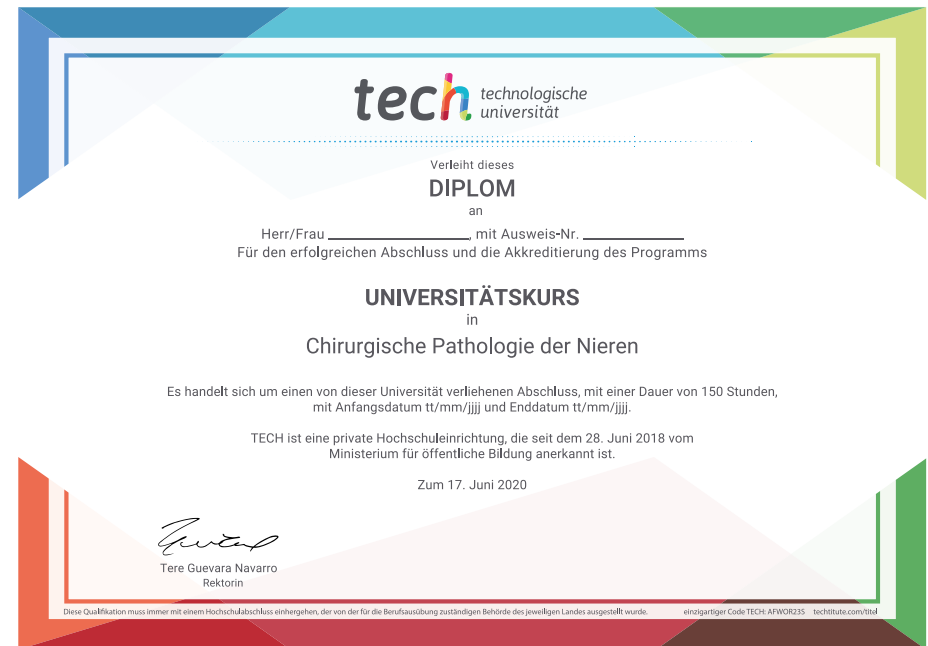 tech technologische
universität
Verleiht dieses
DIPLOM
an
Herr/Frau ____________________, mit Ausweis-Nr. ______________
Für den erfolgreichen Abschluss und die Akkreditierung des Programms
UNIVERSITÄTSKURS
in
Chirurgische Pathologie der Nieren
Es handelt sich um einen von dieser Universität verliehenen Abschluss, mit einer Dauer von 150 Stunden,
mit Anfangsdatum tt/mm/jjjj und Enddatum tt/mm/jjjj.
TECH ist eine private Hochschuleinrichtung, die seit dem 28. Juni 2018 vom
Ministerium für öffentliche Bildung anerkannt ist.
Zum 17. Juni 2020
Tere Guevara Navarro
Rektorin
Diese Qualifikation muss immer mit einem Hochschulabschluss einhergehen, der von der für die Berufsausübung zuständigen Behörde des jeweiligen Landes ausgestellt wurde. einzigartiger Code TECH: AFWOR235 techtitute.com/titel